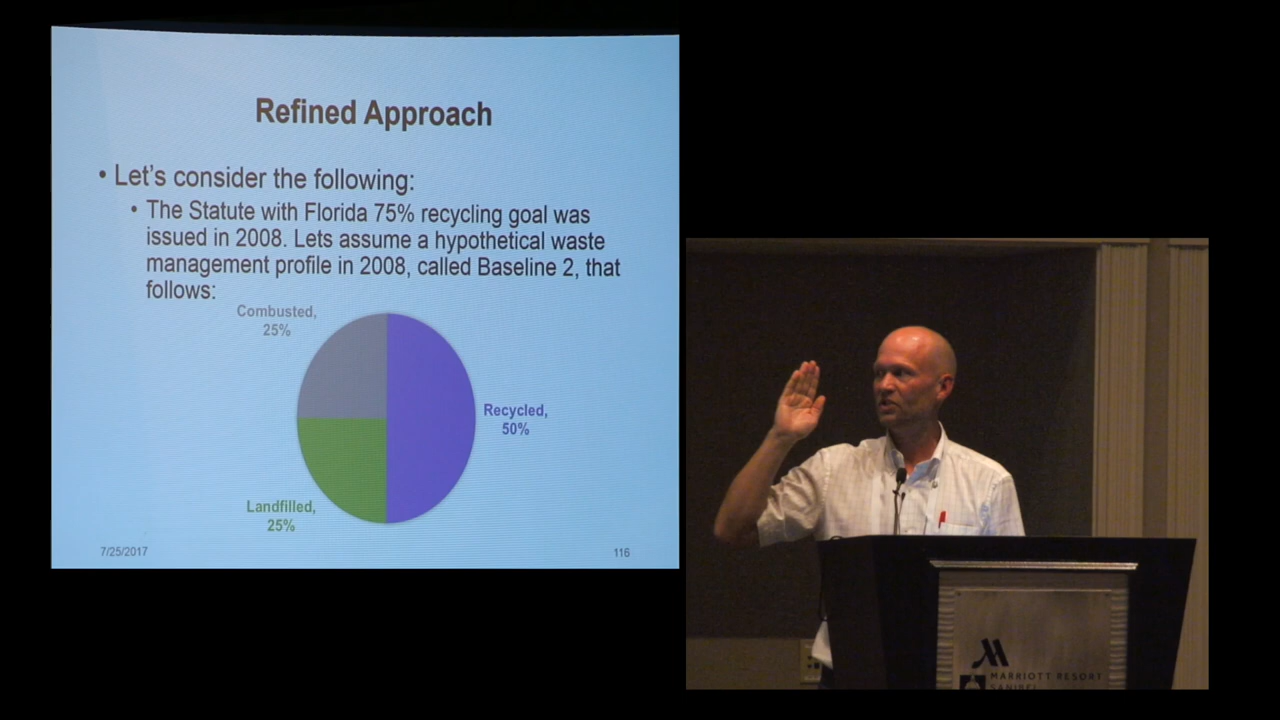 Refined Approach
• Let's consider the following:
• The Statute with Florida 75% recycling goal was
issued in 2008. Lets assume a hypothetical waste
management profile in 2008, called Baseline 2, that
follows:
Combusted,
25%
Recycled,
50%
Landfilled,
25%
7/25/2017
116
MARRIOTT RESORT
SANIBEL